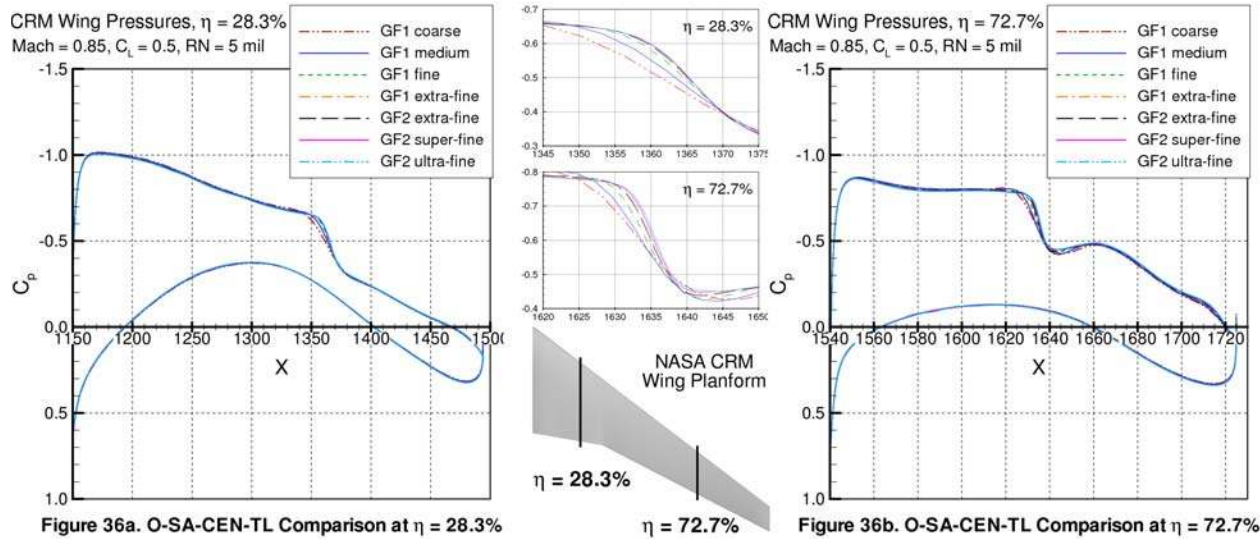 CRM Wing Pressures, η = 28.3%
Mach = 0.85, C_L = 0.5, RN = 5 mil
GF1 coarse
GF1 medium
GF1 fine
GF1 extra-fine
GF2 extra-fine
GF2 super-fine
GF2 ultra-fine
-1.5
-1.0
-0.5
0.0
0.5
1.0
C_p
1150 1200 1250 1300 1350 1400 1450 1500
X
Figure 36a. O-SA-CEN-TL Comparison at η = 28.3%
η = 28.3%
-0.7
-0.6
-0.5
-0.4
-0.3
1345 1350 1355 1360 1365 1370 1375
η = 72.7%
-0.8
-0.7
-0.6
-0.5
-0.4
1620 1625 1630 1635 1640 1645 1650
NASA CRM
Wing Planform
η = 28.3%
η = 72.7%
CRM Wing Pressures, η = 72.7%
Mach = 0.85, C_L = 0.5, RN = 5 mil
GF1 coarse
GF1 medium
GF1 fine
GF1 extra-fine
GF2 extra-fine
GF2 super-fine
GF2 ultra-fine
-1.5
-1.0
-0.5
0.0
0.5
1.0
C_p
1540 1560 1580 1600 1620 1640 1660 1680 1700 1720
X
Figure 36b. O-SA-CEN-TL Comparison at η = 72.7%